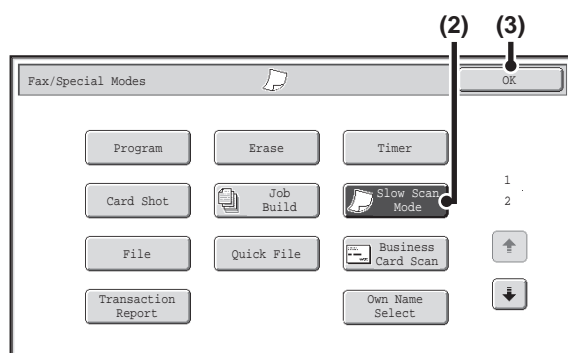 (2) (3)
Fax/Special Modes OK
Program Erase Timer
Card Shot Job
Build Slow Scan
Mode
1
2
File Quick File Business
Card Scan
Transaction
Report Own Name
Select